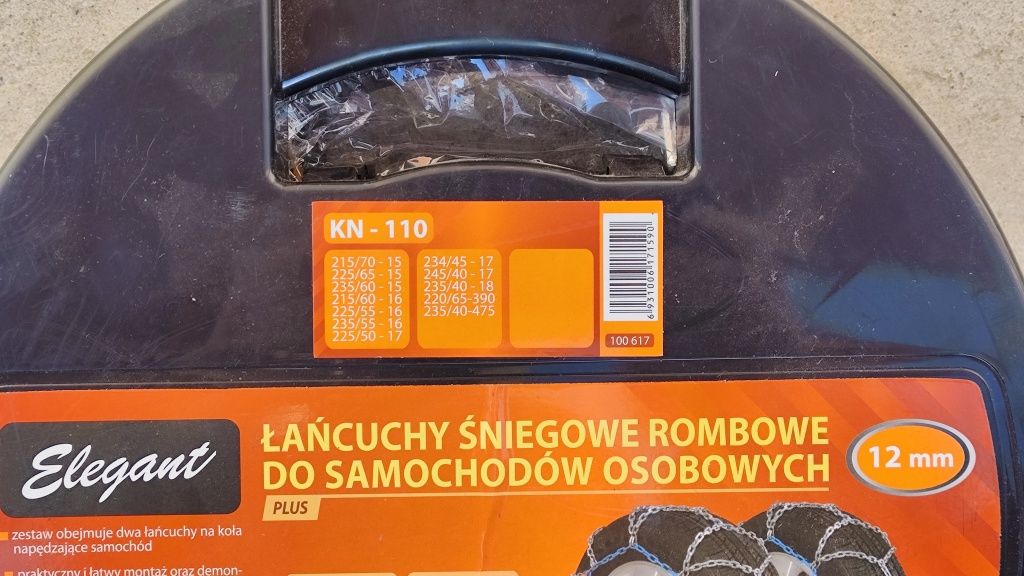 KN - 110
215/70 - 15
225/65 - 15
235/60 - 15
215/60 - 16
225/55 - 16
235/55 - 16
225/50 - 17
234/45 - 17
245/40 - 17
235/40 - 18
220/65-390
235/40-475
6 931006 171590
100 617
Elegant
ŁAŃCUCHY ŚNIEGOWE ROMBOWE
DO SAMOCHODÓW OSOBOWYCH
12 mm
PLUS
zestaw obejmuje dwa łańcuchy na koła
napędzające samochód
praktyczny i łatwy montaż oraz demon-